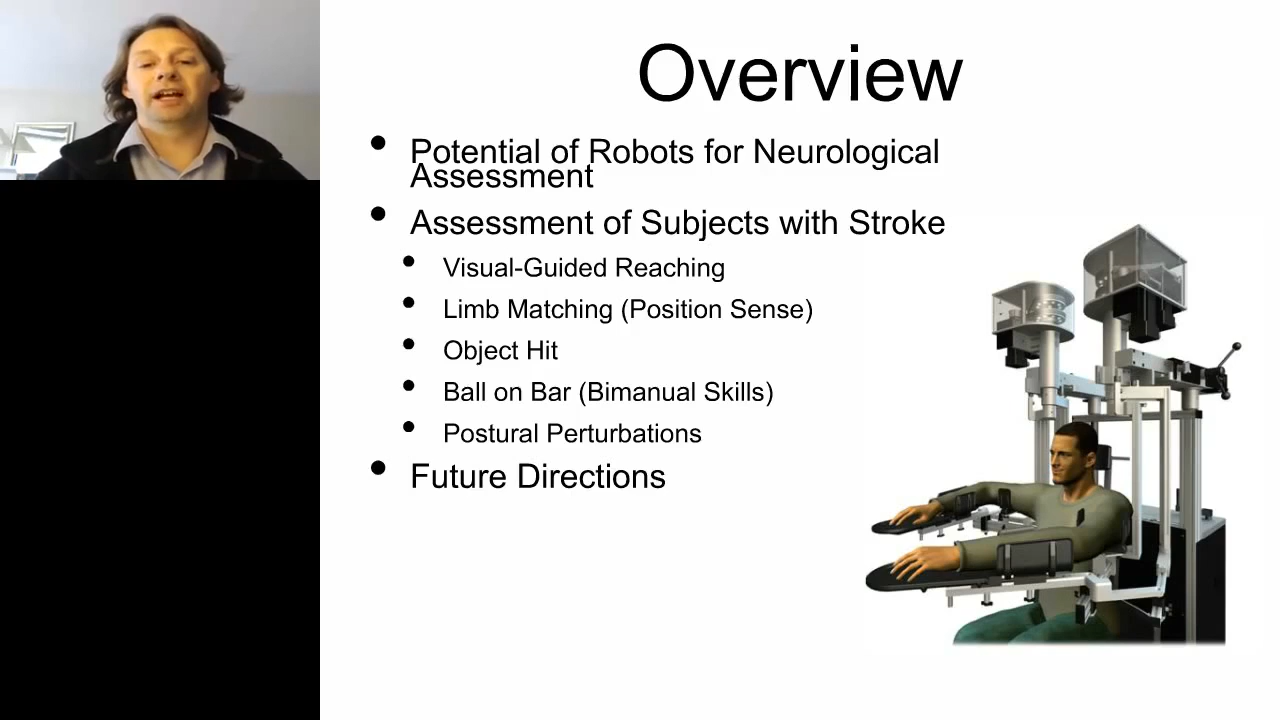 Overview
• Potential of Robots for Neurological
Assessment
• Assessment of Subjects with Stroke
• Visual-Guided Reaching
• Limb Matching (Position Sense)
• Object Hit
• Ball on Bar (Bimanual Skills)
• Postural Perturbations
• Future Directions